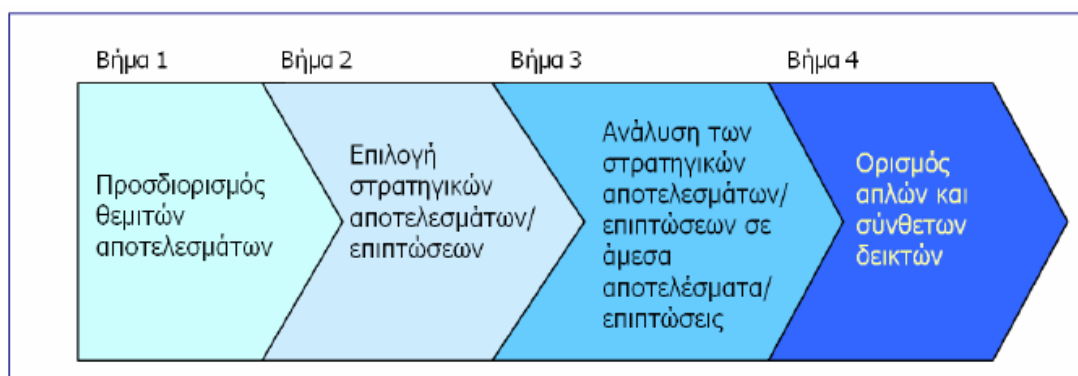 Βήμα 1
Βήμα 2
Βήμα 3
Βήμα 4
Προσδιορισμός
θεμιτών
αποτελεσμάτων
Επιλογή
στρατηγικών
αποτελεσμάτων/
επιπτώσεων
Ανάλυση των
στρατηγικών
αποτελεσμάτων/
επιπτώσεων σε
άμεσα
αποτελέσματα/
επιπτώσεις
Ορισμός
απλών και
σύνθετων
δεικτών